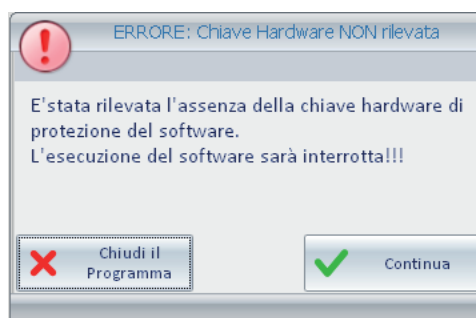 ERRORE: Chiave Hardware NON rilevata
E'stata rilevata l'assenza della chiave hardware di
protezione del software.
L'esecuzione del software sarà interrotta!!!
Chiudi il
Programma
Continua